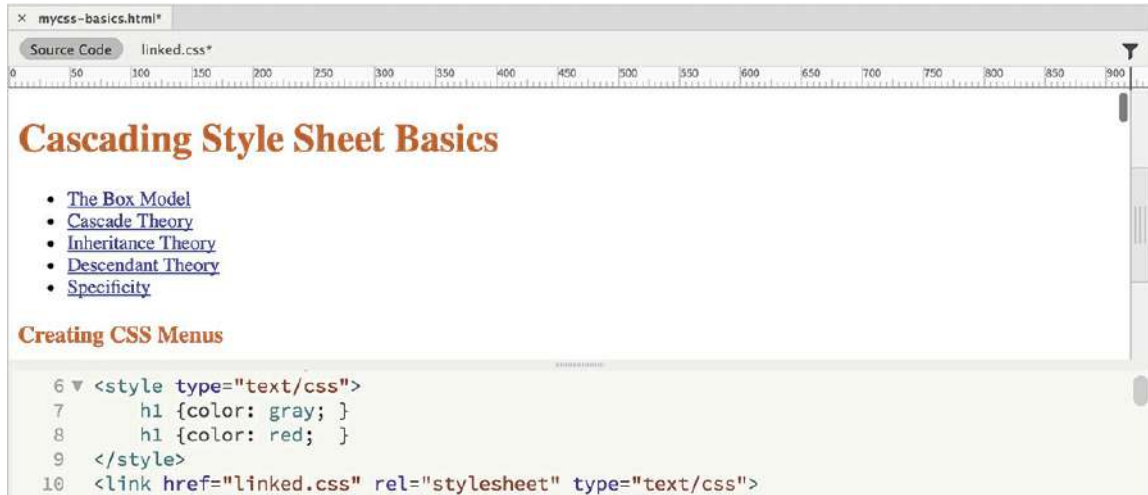 × mycss-basics.html*
Source Code linked.css*
0 50 100 150 200 250 300 350 400 450 500 550 600 650 700 750 800 850 900
Cascading Style Sheet Basics
• The Box Model
• Cascade Theory
• Inheritance Theory
• Descendant Theory
• Specificity
Creating CSS Menus
6 ▼ <style type="text/css">
7 h1 {color: gray; }
8 h1 {color: red; }
9 </style>
10 <link href="linked.css" rel="stylesheet" type="text/css">